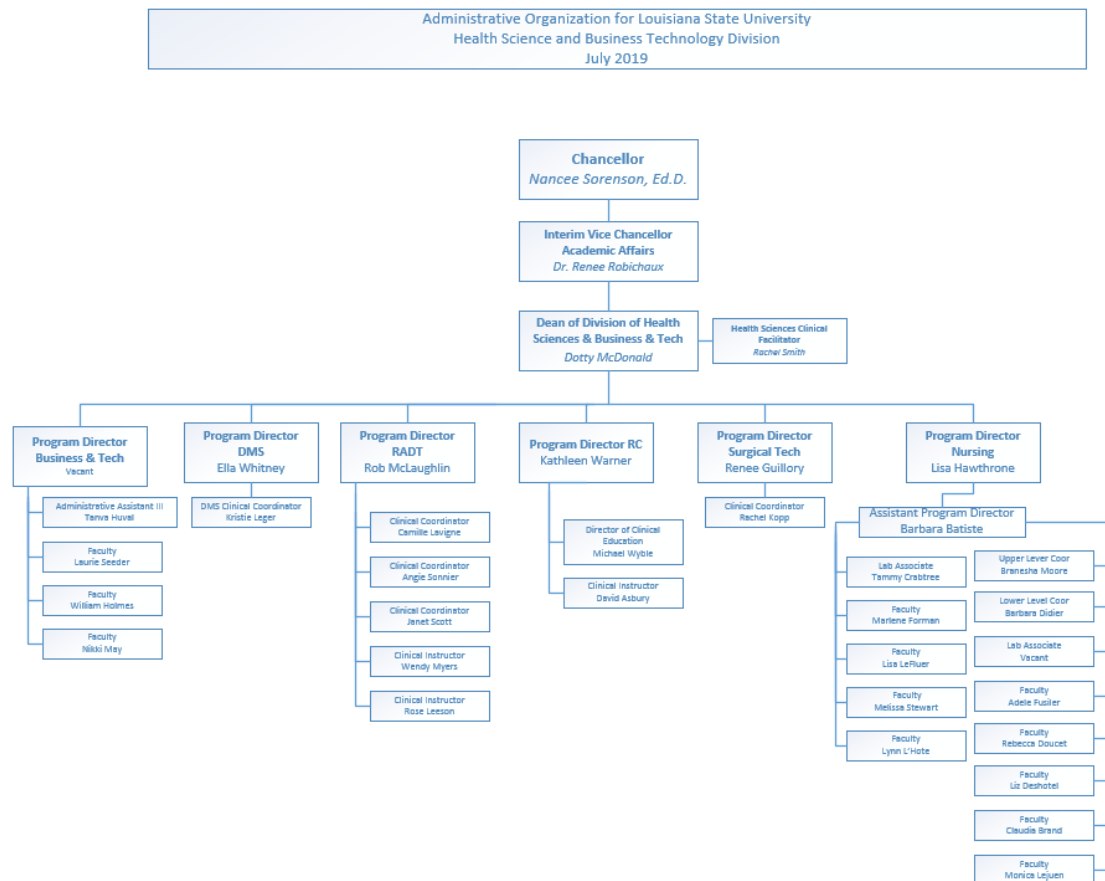 Administrative Organization for Louisiana State University
Health Science and Business Technology Division
July 2019
Chancellor
Nancee Sorenson, Ed.D.
Interim Vice Chancellor
Academic Affairs
Dr. Renee Robichaux
Dean of Division of Health
Sciences & Business & Tech
Dotty McDonald
Health Sciences Clinical
Facilitator
Rachel Smith
Program Director
Business & Tech
Vacant
Administrative Assistant III
Tanva Huval
Faculty
Laurie Seeder
Faculty
William Holmes
Faculty
Nikki May
Program Director
DMS
Ella Whitney
DMS Clinical Coordinator
Kristie Leger
Program Director
RADT
Rob McLaughlin
Clinical Coordinator
Camille Lavigne
Clinical Coordinator
Angie Sonnier
Clinical Coordinator
Janet Scott
Clinical Instructor
Wendy Myers
Clinical Instructor
Rose Leeson
Program Director RC
Kathleen Warner
Director of Clinical
Education
Michael Wyble
Clinical Instructor
David Asbury
Program Director
Surgical Tech
Renee Guillory
Clinical Coordinator
Rachel Kopp
Program Director
Nursing
Lisa Hawthrone
Assistant Program Director
Barbara Batiste
Lab Associate
Tammy Crabtree
Faculty
Marlene Forman
Faculty
Lisa LeFluer
Faculty
Melissa Stewart
Faculty
Lynn L'Hote
Upper Lever Coor
Branesha Moore
Lower Level Coor
Barbara Didier
Lab Associate
Vacant
Faculty
Adele Fusiler
Faculty
Rebecca Doucet
Faculty
Liz Deshotel
Faculty
Claudia Brand
Faculty
Monica Lejuen